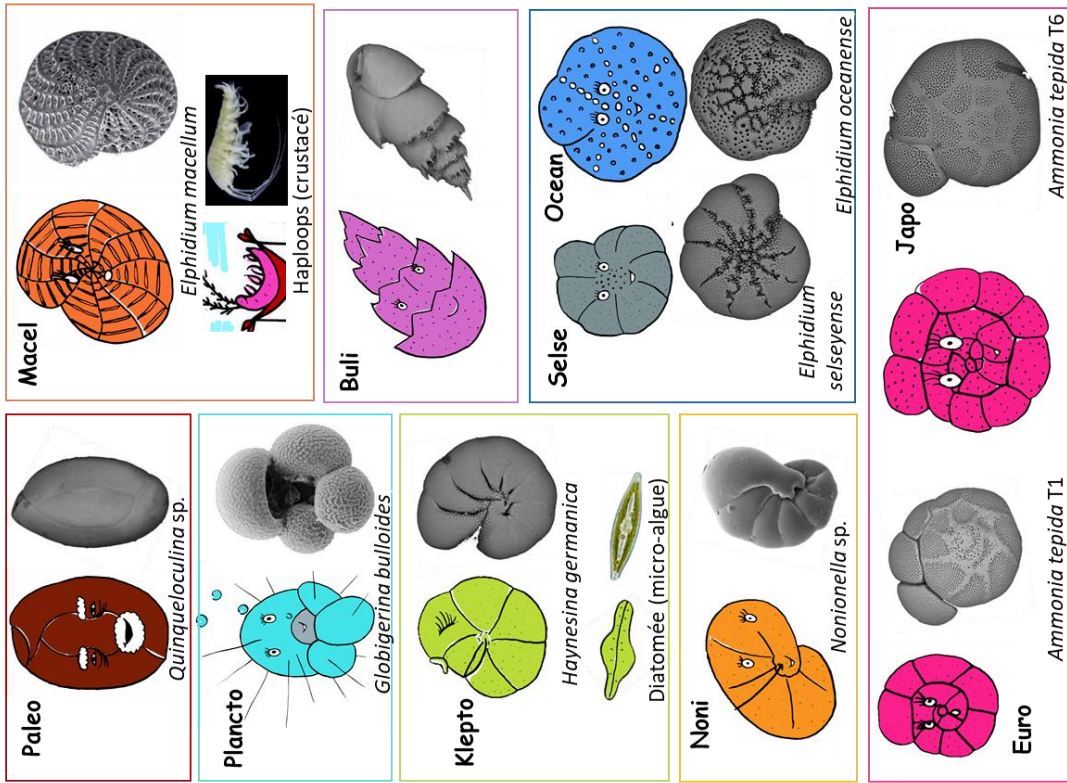 Paleo
Quinqueloculina sp.
Plancto
Globigerina bulloides
Klepto
Haynesina germanica
Diatomée (micro-algue)
Noni
Nonionella sp.
Macel
Elphidium macellum
Haploops (crustacé)
Buli
Selse
Ocean
Elphidium
selseyense
Elphidium oceanense
Euro
Ammonia tepida T1
Japo
Ammonia tepida T6